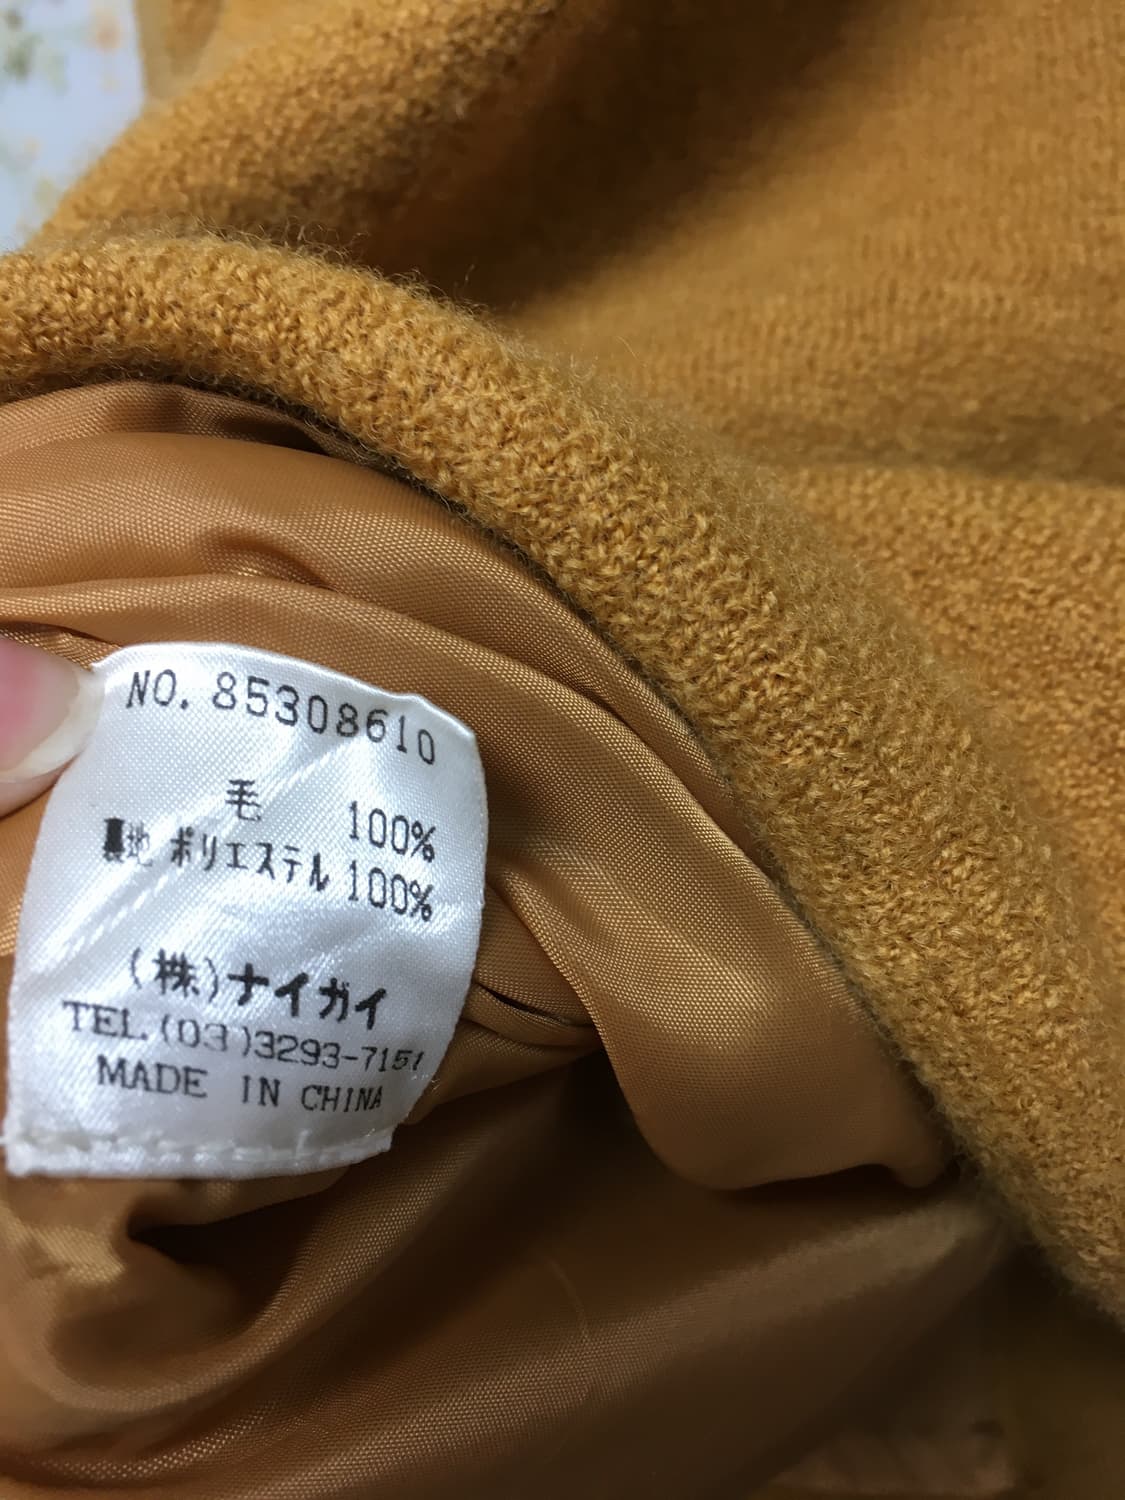 NO. 85308610
毛 100%
裏地 ポリエステル 100%
(株)ナイガイ
TEL (03)3293-7151
MADE IN CHINA